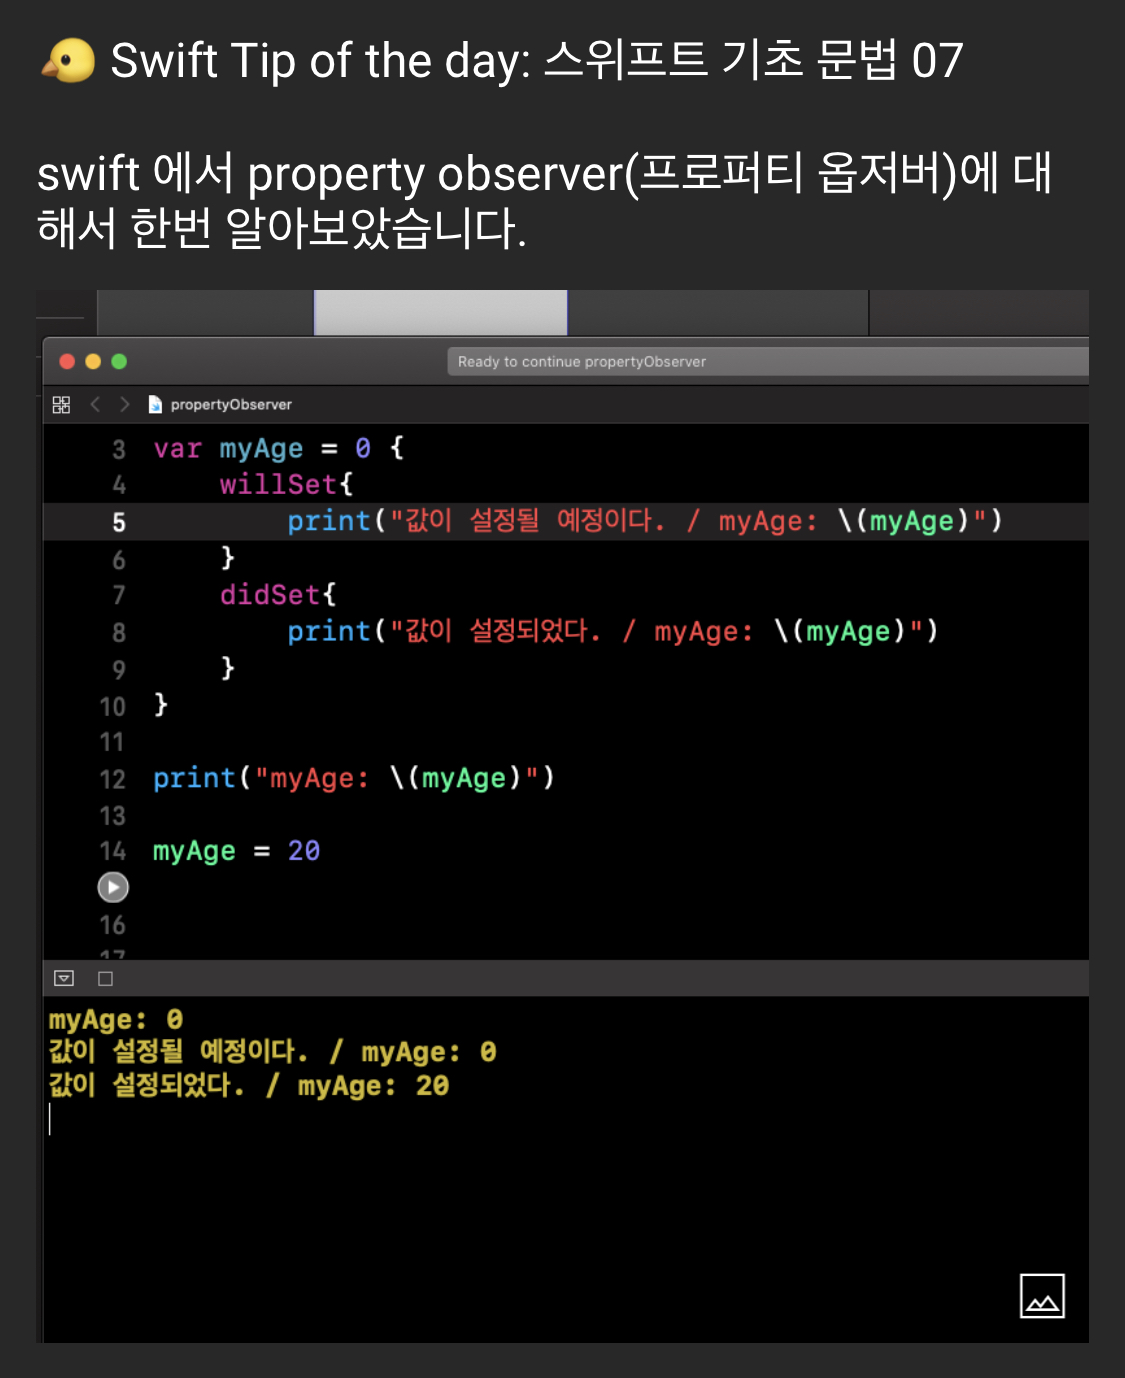 🐤 Swift Tip of the day: 스위프트 기초 문법 07
swift 에서 property observer(프로퍼티 옵저버)에 대
해서 한번 알아보았습니다.
Ready to continue propertyObserver
propertyObserver
3 var myAge = 0 {
4     willSet{
5         print("값이 설정될 예정이다. / myAge: \(myAge)")
6     }
7     didSet{
8         print("값이 설정되었다. / myAge: \(myAge)")
9     }
10 }
11
12 print("myAge: \(myAge)")
13
14 myAge = 20
16
17
myAge: 0
값이 설정될 예정이다. / myAge: 0
값이 설정되었다. / myAge: 20